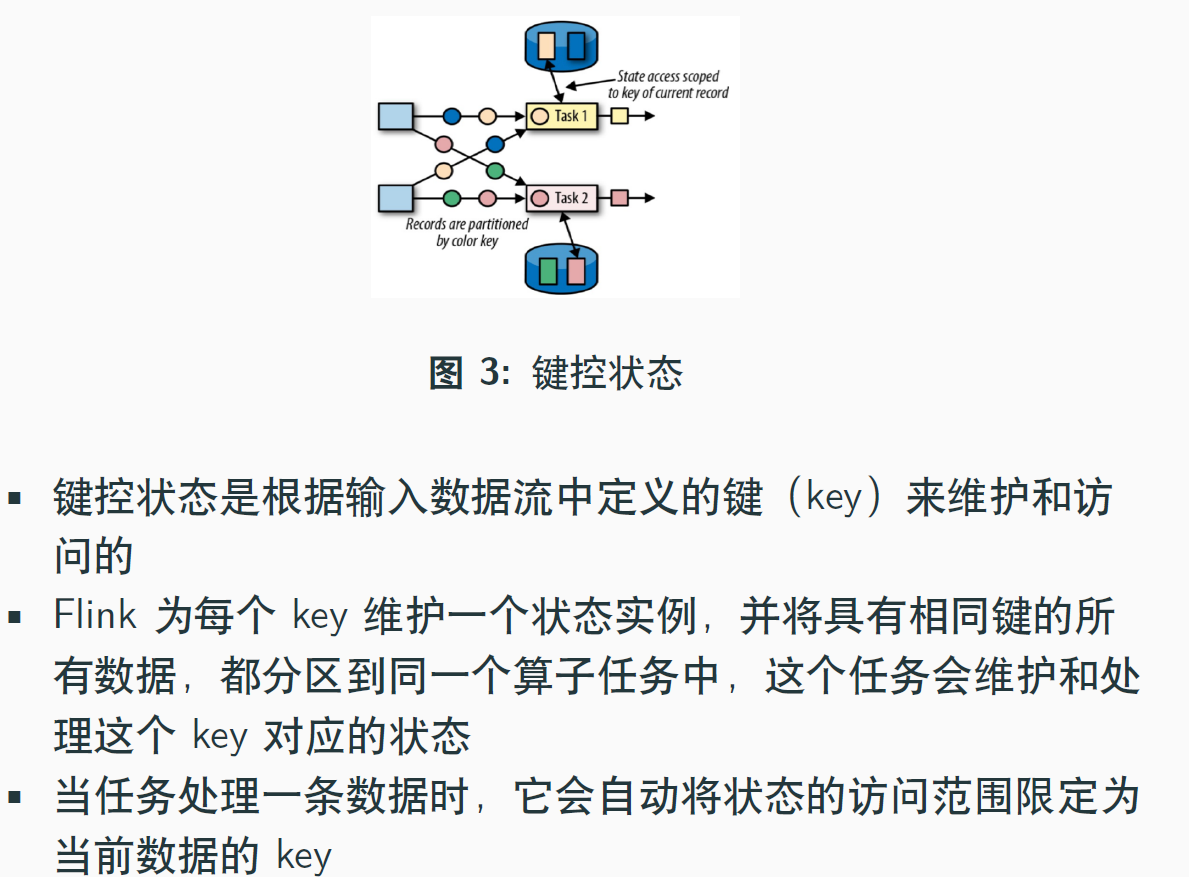 State access scoped
to key of current record
Task 1
Task 2
Records are partitioned
by color key
图 3: 键控状态
▪ 键控状态是根据输入数据流中定义的键（key）来维护和访
问的
▪ Flink 为每个 key 维护一个状态实例，并将具有相同键的所
有数据，都分区到同一个算子任务中，这个任务会维护和处
理这个 key 对应的状态
▪ 当任务处理一条数据时，它会自动将状态的访问范围限定为
当前数据的 key